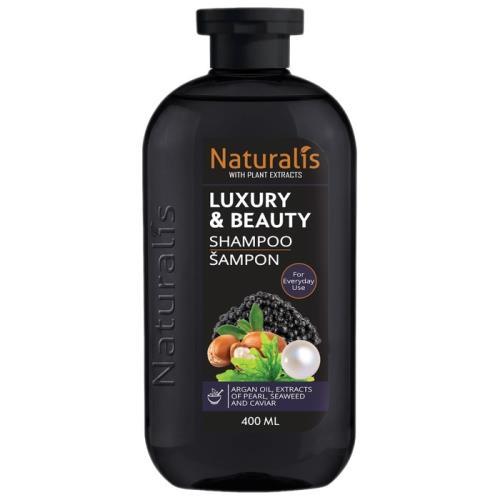 Naturalis
Naturalis
WITH PLANT EXTRACTS
LUXURY
& BEAUTY
SHAMPOO
ŠAMPON
For
Everyday
Use
ARGAN OIL, EXTRACTS
OF PEARL, SEAWEED
AND CAVIAR
400 ML